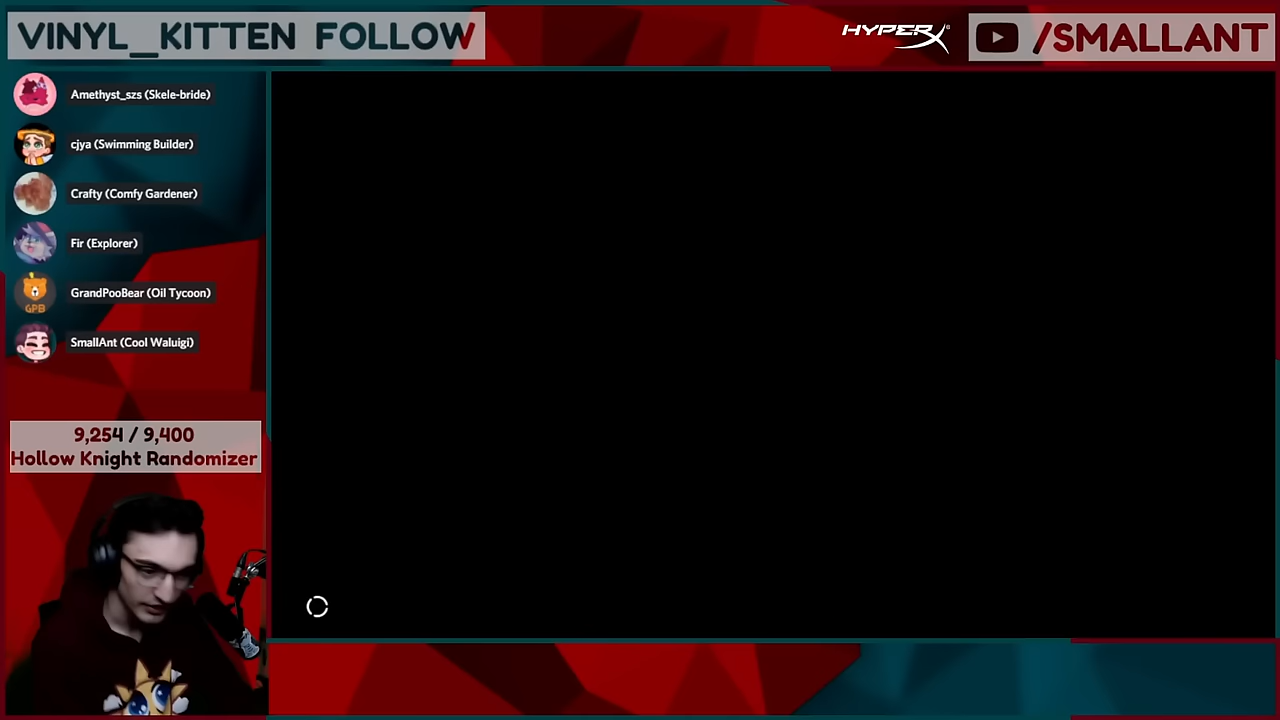 VINYL_KITTEN FOLLOW
HYPERX
/SMALLANT
Amethyst_szs (Skele-bride)
cjya (Swimming Builder)
Crafty (Comfy Gardener)
Fir (Explorer)
GPB
GrandPooBear (Oil Tycoon)
SmallAnt (Cool Waluigi)
9,254 / 9,400
Hollow Knight Randomizer